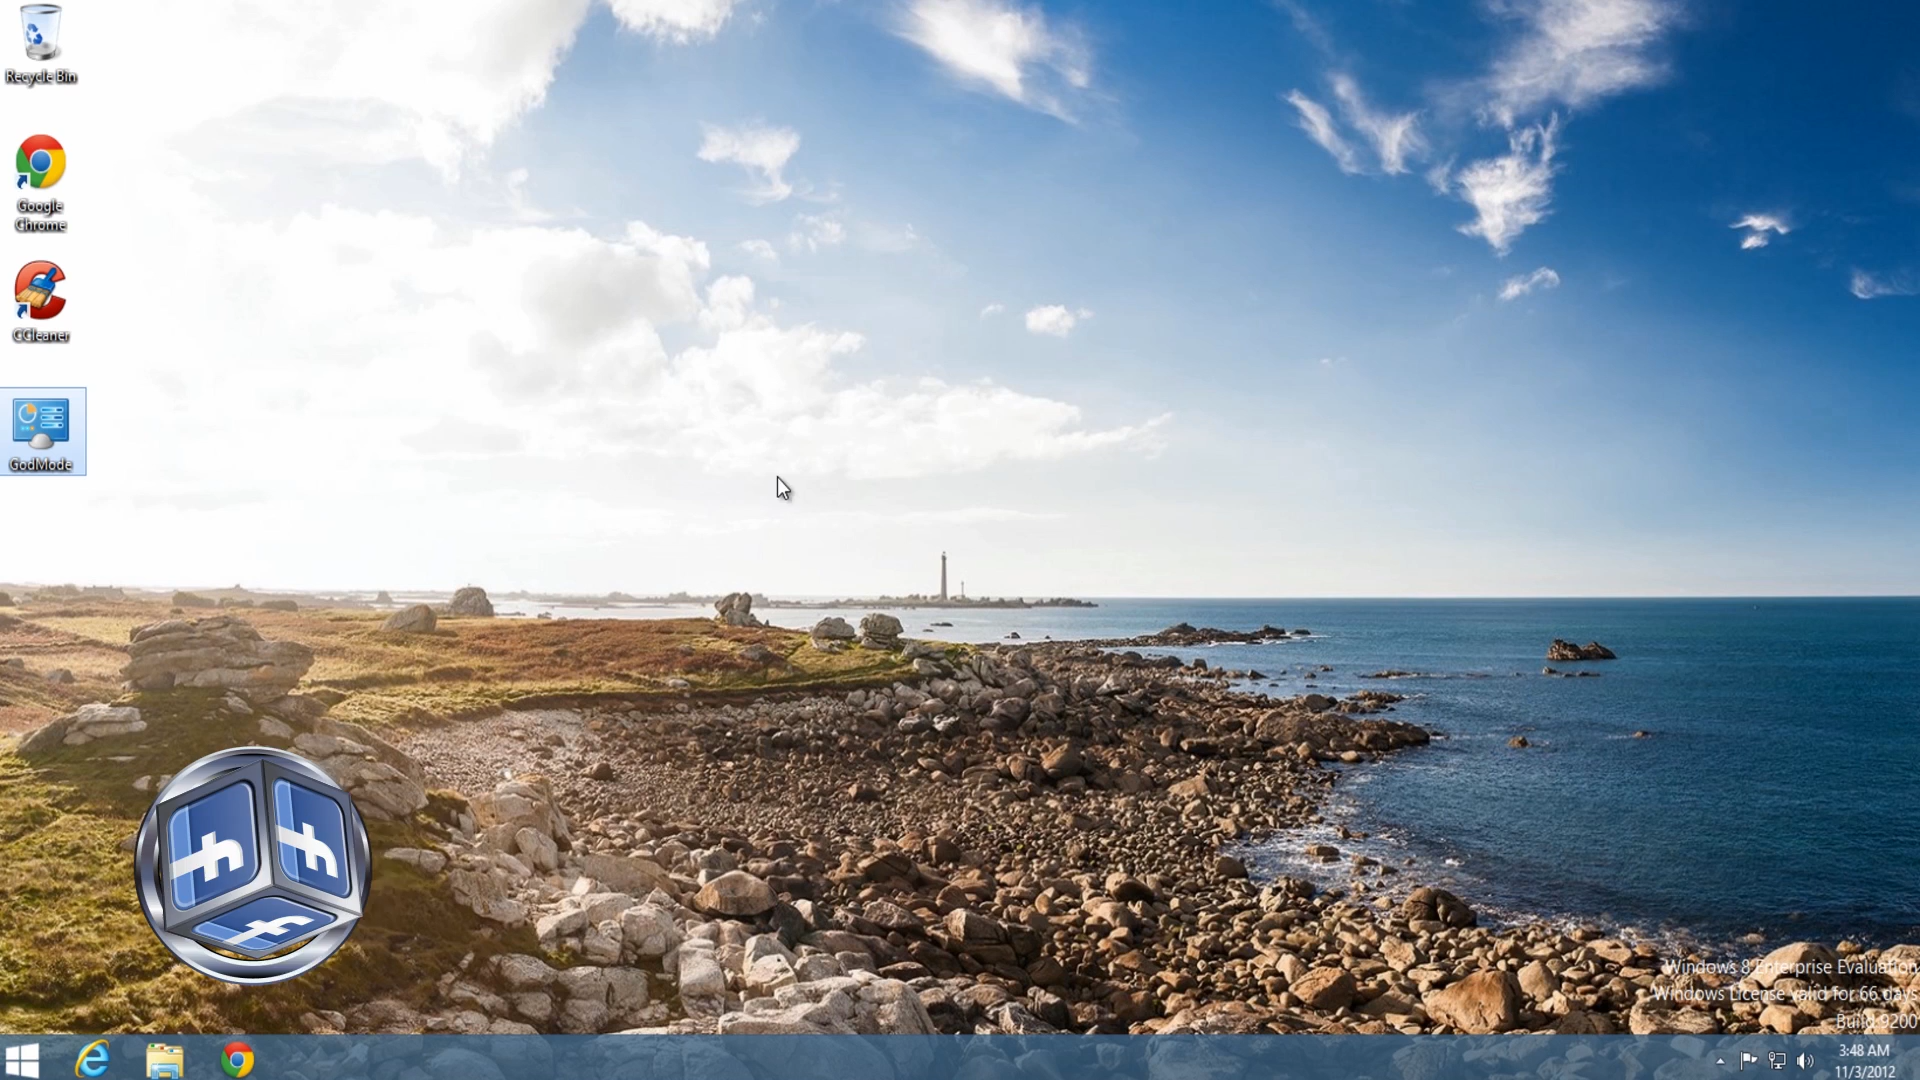 Recycle Bin
Google
Chrome
CCleaner
GodMode
Windows 8 Enterprise Evaluation
Windows License valid for 66 days
Build 9200
3:48 AM
11/3/2012